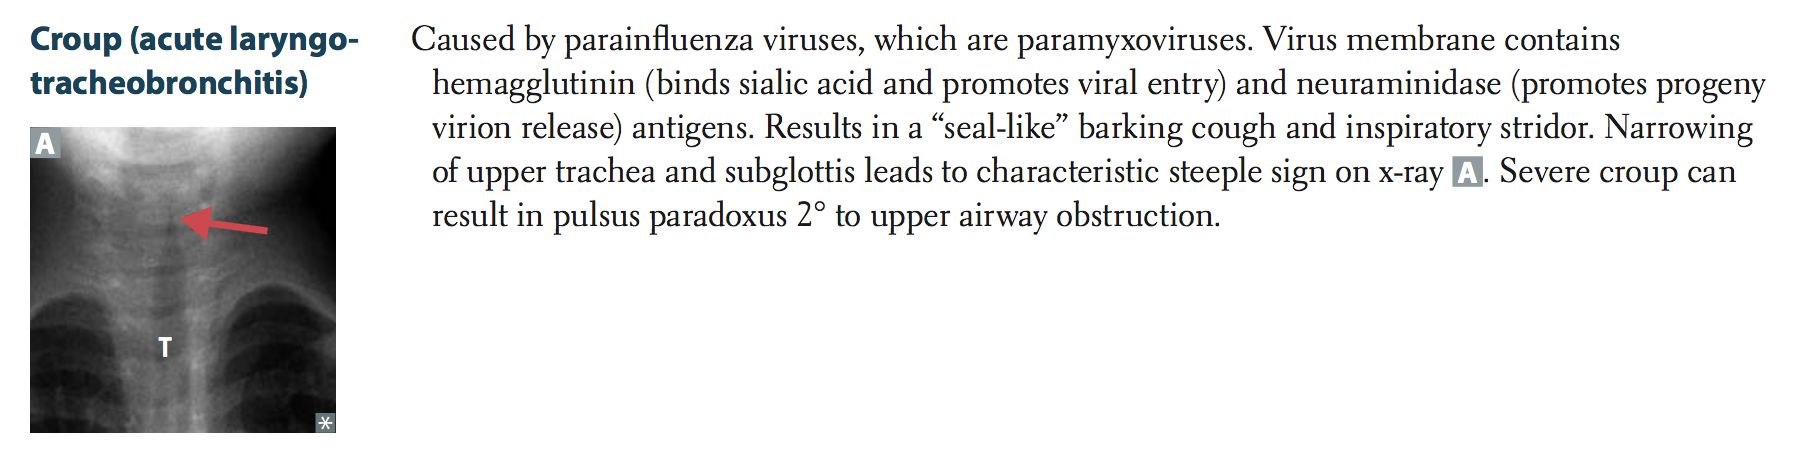 Croup (acute laryngo-
tracheobronchitis)
A
T
*
Caused by parainfluenza viruses, which are paramyxoviruses. Virus membrane contains
hemagglutinin (binds sialic acid and promotes viral entry) and neuraminidase (promotes progeny
virion release) antigens. Results in a “seal-like” barking cough and inspiratory stridor. Narrowing
of upper trachea and subglottis leads to characteristic steeple sign on x-ray A. Severe croup can
result in pulsus paradoxus 2° to upper airway obstruction.